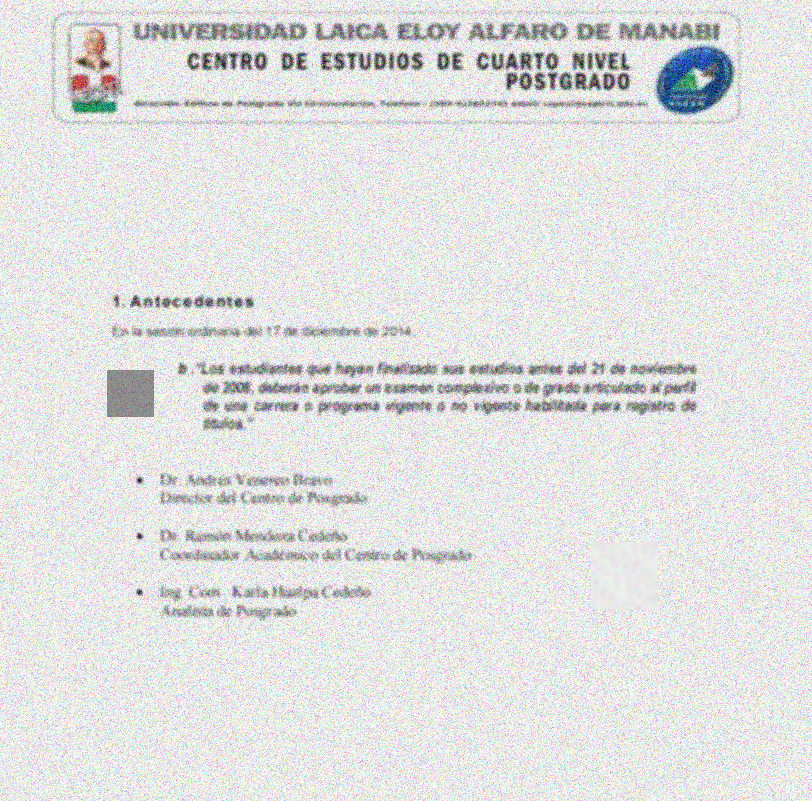 UNIVERSIDAD LAICA ELOY ALFARO DE MANABI
CENTRO DE ESTUDIOS DE CUARTO NIVEL
POSTGRADO
1. Antecedentes
En la sesión ordinaria del 17 de diciembre de 2014
b. "Los estudiantes que hayan finalizado sus estudios antes del 21 de noviembre
de 2008, deberán aprobar un examen complexivo o de grado articulado al perfil
de una carrera o programa vigente o no vigente habilitada para registro de
títulos."
• Dr. Andrés Venereo Bravo
Director del Centro de Posgrado
• Dr. Ramón Mendoza Cedeño
Coordinador Académico del Centro de Posgrado
• Ing. Com. Karla Cedeño
Analista de Posgrado